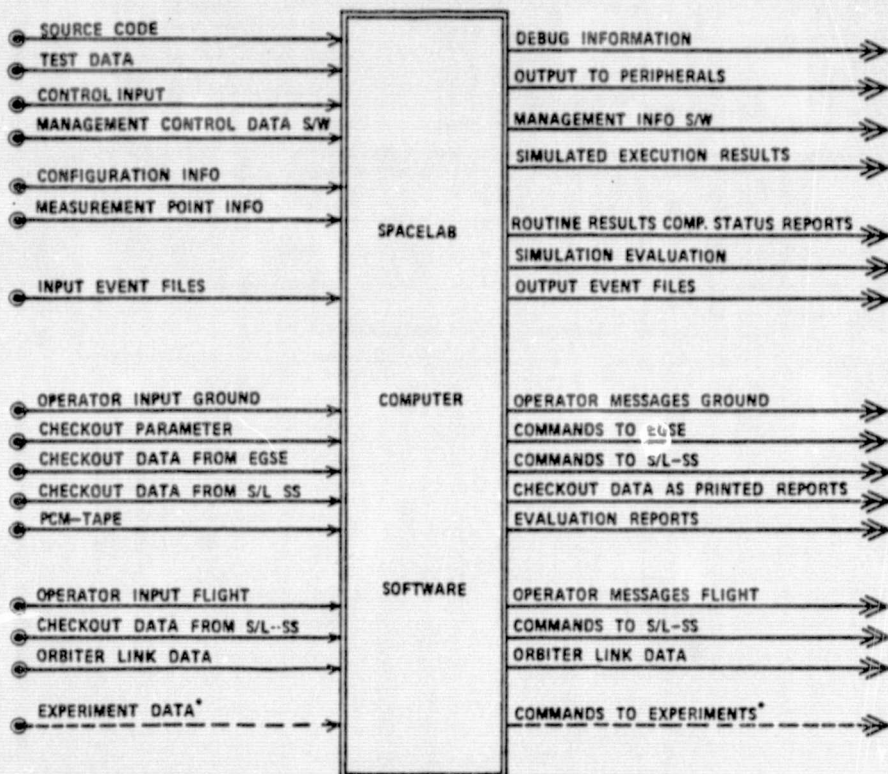 SOURCE CODE
TEST DATA
CONTROL INPUT
MANAGEMENT CONTROL DATA S/W
CONFIGURATION INFO
MEASUREMENT POINT INFO
INPUT EVENT FILES
OPERATOR INPUT GROUND
CHECKOUT PARAMETER
CHECKOUT DATA FROM EGSE
CHECKOUT DATA FROM S/L SS
PCM-TAPE
OPERATOR INPUT FLIGHT
CHECKOUT DATA FROM S/L--SS
ORBITER LINK DATA
EXPERIMENT DATA*
SPACELAB
COMPUTER
SOFTWARE
DEBUG INFORMATION
OUTPUT TO PERIPHERALS
MANAGEMENT INFO S/W
SIMULATED EXECUTION RESULTS
ROUTINE RESULTS COMP. STATUS REPORTS
SIMULATION EVALUATION
OUTPUT EVENT FILES
OPERATOR MESSAGES GROUND
COMMANDS TO EGSE
COMMANDS TO S/L-SS
CHECKOUT DATA AS PRINTED REPORTS
EVALUATION REPORTS
OPERATOR MESSAGES FLIGHT
COMMANDS TO S/L-SS
ORBITER LINK DATA
COMMANDS TO EXPERIMENTS*